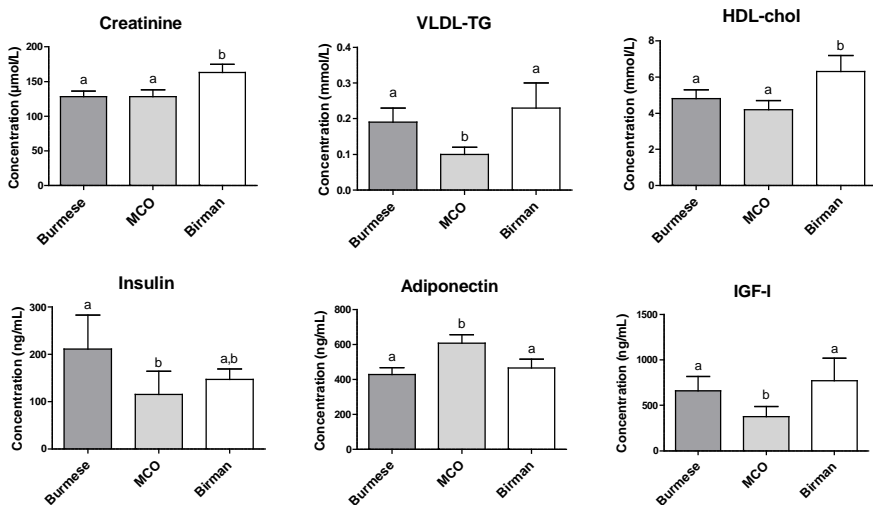 Creatinine
Concentration (µmol/L)
200
150
100
50
0
a
a
b
Burmese
MCO
Birman
VLDL-TG
Concentration (mmol/L)
0.4
0.3
0.2
0.1
0.0
a
b
a
Burmese
MCO
Birman
HDL-chol
Concentration (mmol/L)
8
6
4
2
0
a
a
b
Burmese
MCO
Birman
Insulin
Concentration (ng/mL)
300
200
100
0
a
b
a,b
Burmese
MCO
Birman
Adiponectin
Concentration (ng/mL)
800
600
400
200
0
a
b
a
Burmese
MCO
Birman
IGF-I
Concentration (ng/mL)
1500
1000
500
0
a
b
a
Burmese
MCO
Birman